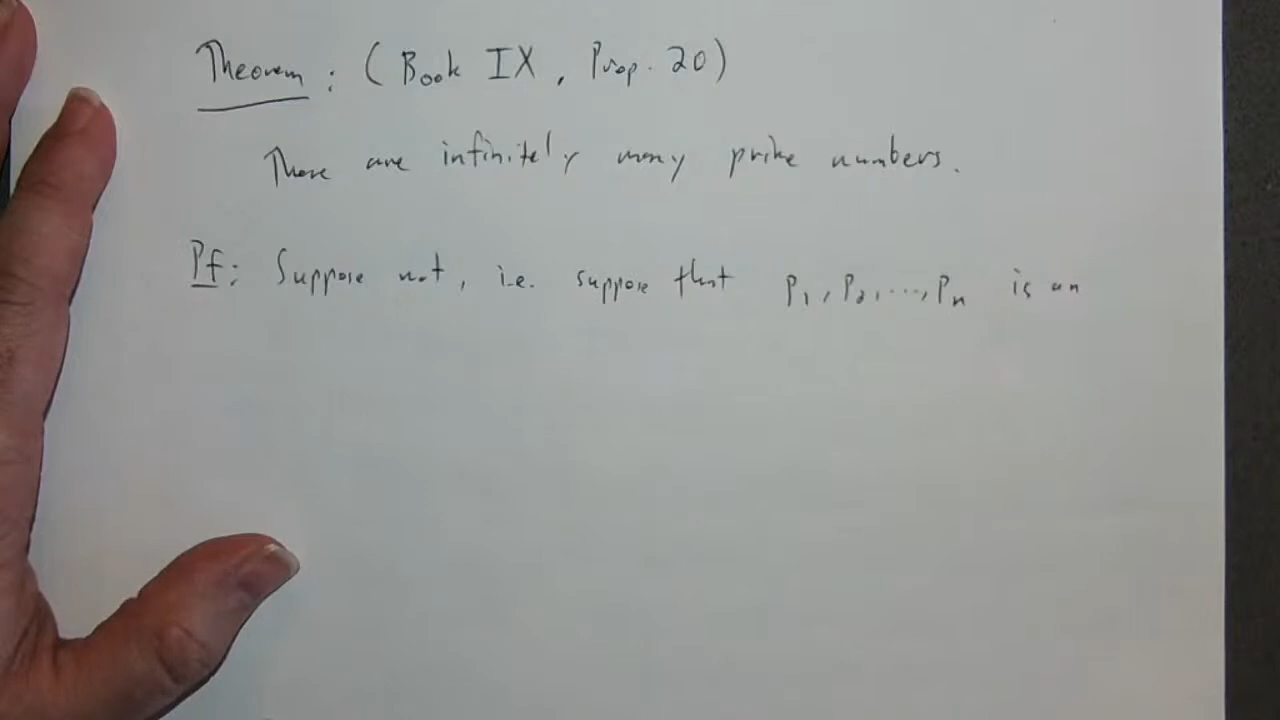 Theorem: (Book IX, Prop. 20)
There are infinitely many prime numbers.
Pf: Suppose not, i.e. suppose that p₁, p₂, ..., pₙ is an